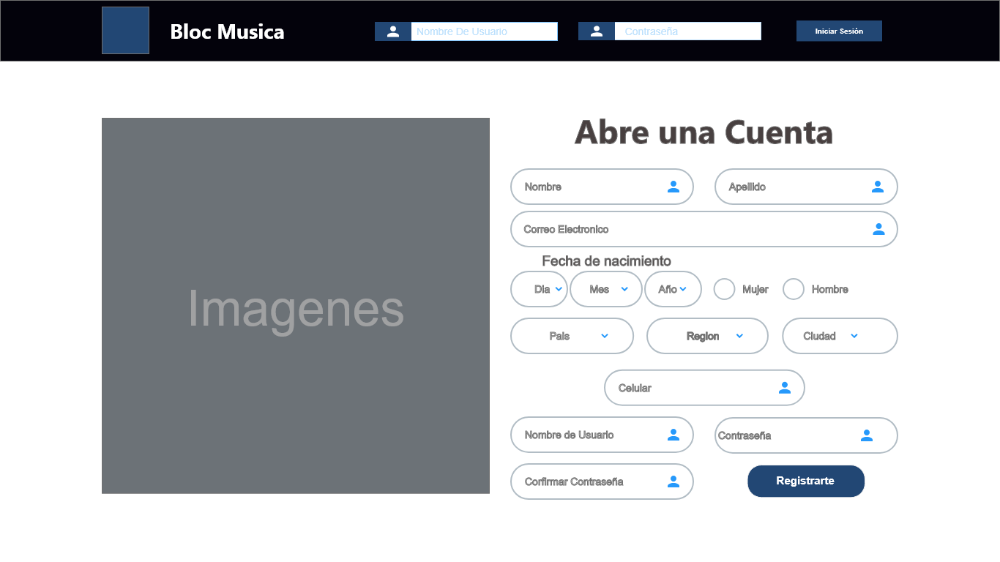 Bloc Musica
Nombre De Usuario
Contraseña
Iniciar Sesión
Imagenes
Abre una Cuenta
Nombre
Apellido
Correo Electronico
Fecha de nacimiento
Dia
Mes
Año
Mujer
Hombre
Pais
Region
Ciudad
Celular
Nombre de Usuario
Contraseña
Corfirmar Contraseña
Registrarte